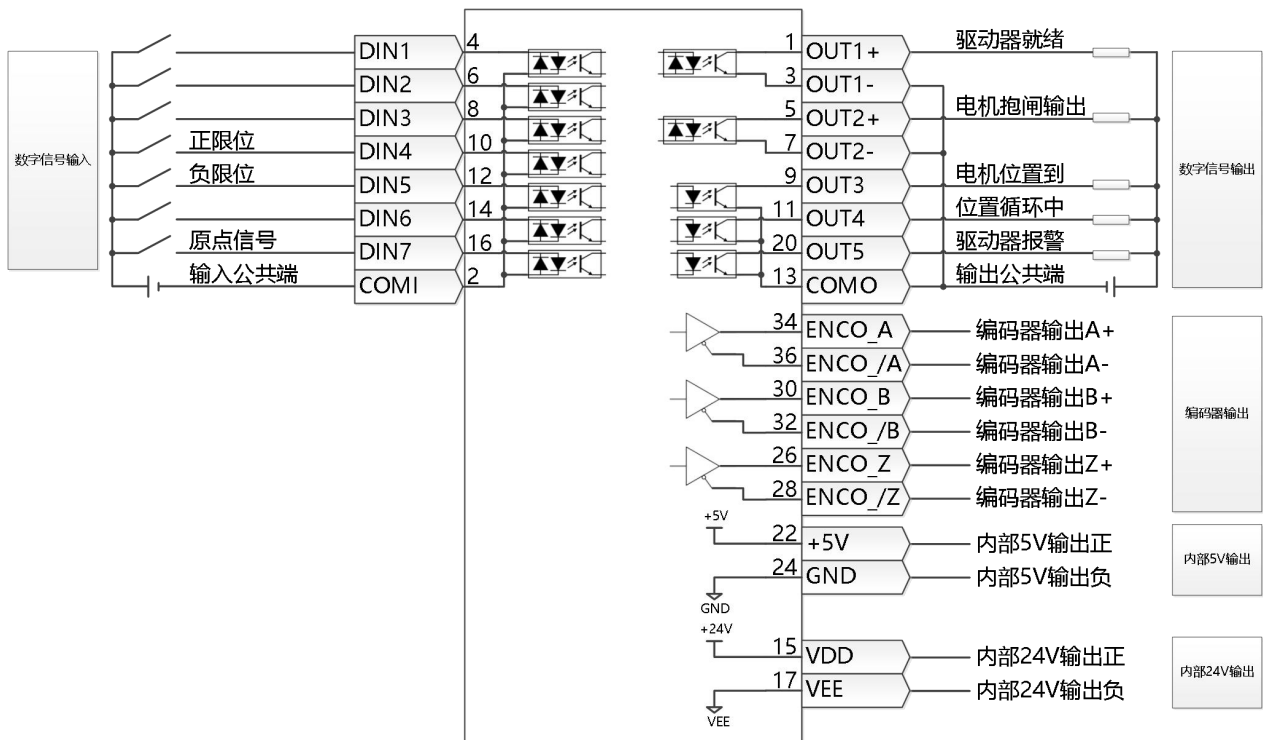 数字信号输入
DIN1
4
DIN2
6
DIN3
8
正限位
DIN4
10
负限位
DIN5
12
DIN6
14
原点信号
DIN7
16
输入公共端
COMI
2
1
OUT1+
驱动器就绪
3
OUT1-
5
OUT2+
电机抱闸输出
7
OUT2-
9
OUT3
电机位置到
11
OUT4
位置循环中
20
OUT5
驱动器报警
13
COMO
输出公共端
数字信号输出
34
ENCO_A
编码器输出A+
36
ENCO_/A
编码器输出A-
30
ENCO_B
编码器输出B+
32
ENCO_/B
编码器输出B-
26
ENCO_Z
编码器输出Z+
28
ENCO_/Z
编码器输出Z-
编码器输出
+5V
22
+5V
内部5V输出正
24
GND
内部5V输出负
GND
内部5V输出
+24V
15
VDD
内部24V输出正
17
VEE
内部24V输出负
VEE
内部24V输出